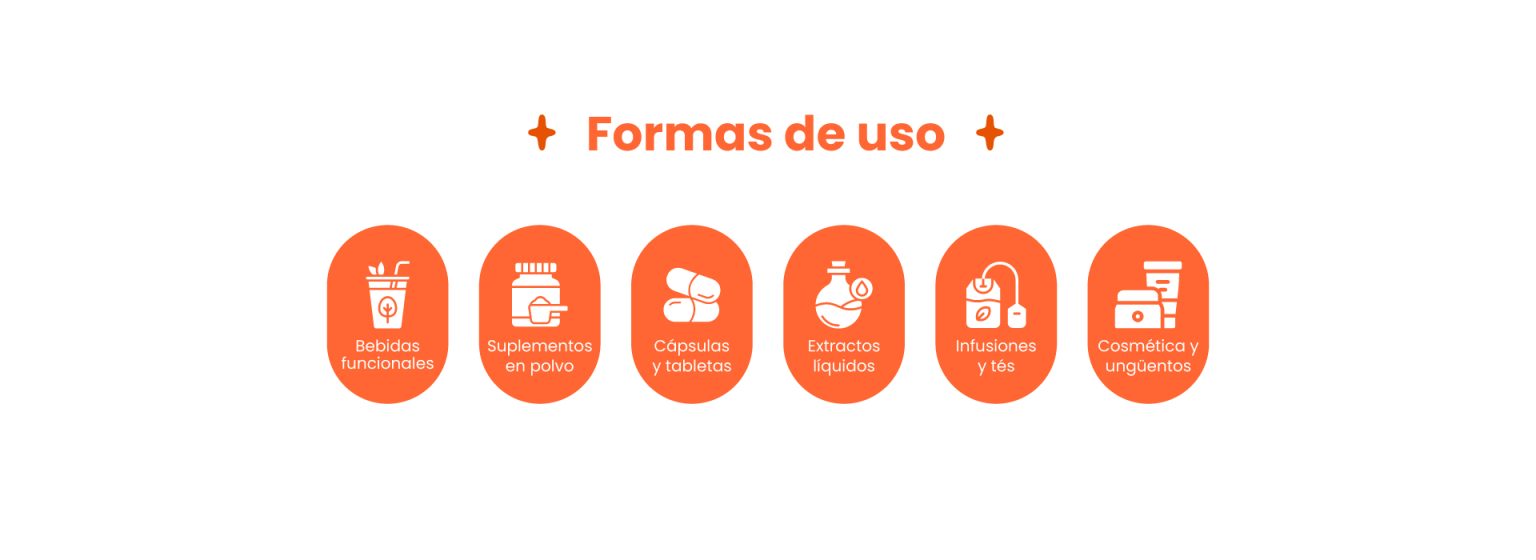 Formas de uso
Bebidas
funcionales
Suplementos
en polvo
Cápsulas
y tabletas
Extractos
líquidos
Infusiones
y tés
Cosmética y
ungüentos